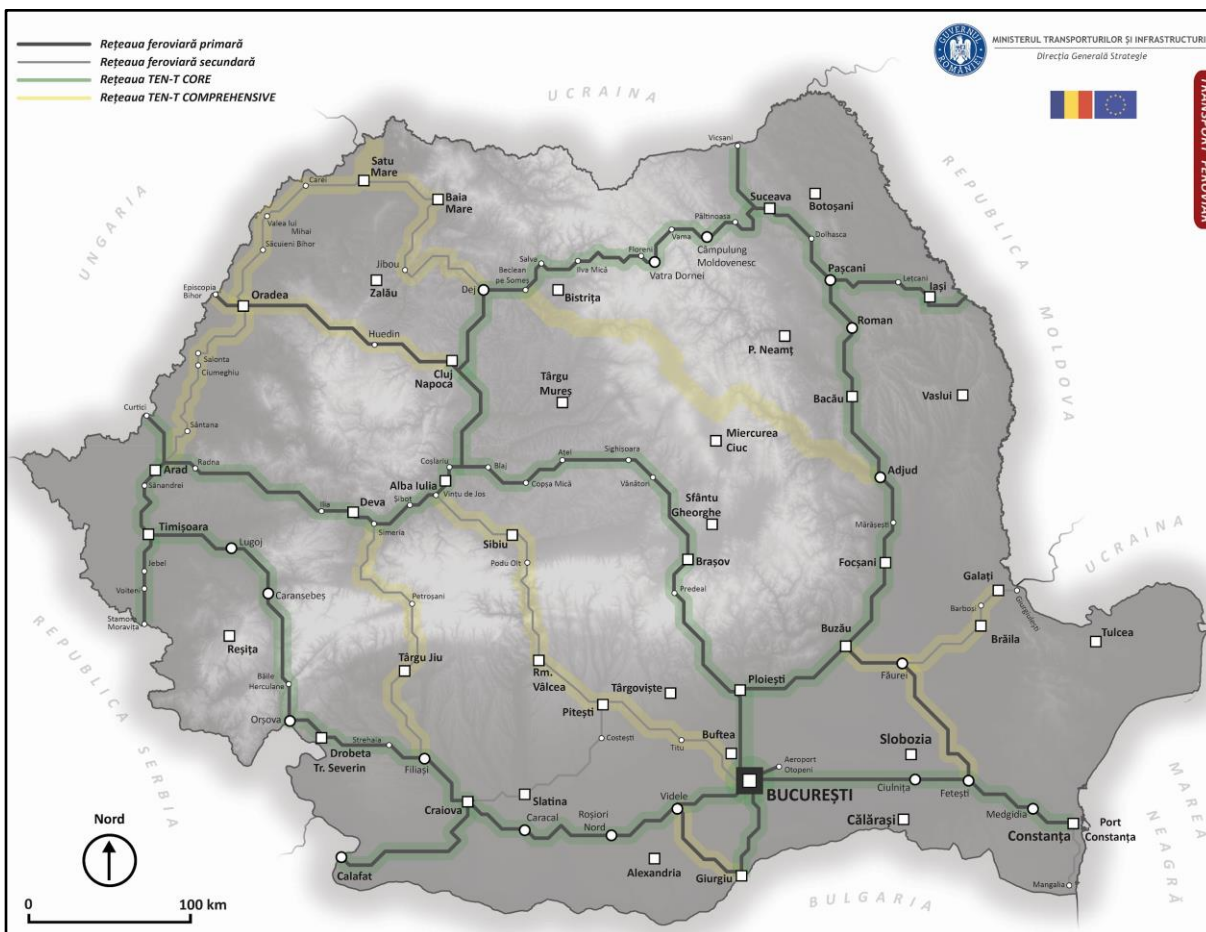 Rețeaua feroviară primară
Rețeaua feroviară secundară
Rețeaua TEN-T CORE
Rețeaua TEN-T COMPREHENSIVE
GUVERNUL ROMÂNIEI
MINISTERUL TRANSPORTURILOR ȘI INFRASTRUCTURII
Direcția Generală Strategie
TRANSPORT FEROVIAR
UCRAINA
UNGARIA
REPUBLICA
MOLDOVA
Vicșani
Satu
Mare
Carei
Baia
Mare
Suceava
Botoșani
Valea lui
Mihai
Păltinoasa
Vama
Câmpulung
Moldovenesc
Dolhasca
Săcuieni Bihor
Floreni
Vatra Dornei
Salva
Ilva Mică
Beclean
pe Someș
Jibou
Zalău
Dej
Bistrița
Pașcani
Lețcani
Iași
Episcopia
Bihor
Oradea
Huedin
Roman
P. Neamț
Salonta
Ciumeghiu
Cluj
Napoca
Târgu
Mureș
Bacău
Vaslui
Curtici
Sântana
Miercurea
Ciuc
Arad
Radna
Coșlariu
Blaj
Ațel
Sighișoara
Adjud
Sânandrei
Alba Iulia
Copșa Mică
Vânători
Ilia
Deva
Șibot
Vințu de Jos
Sfântu
Gheorghe
Mărășești
Timișoara
Lugoj
Simeria
Sibiu
Podu Olt
Brașov
Focșani
UCRAINA
Jebel
Voiteni
Caransebeș
Petroșani
Predeal
Galați
Barboși
Giurgiulești
Stamora
Moravița
Reșița
Buzău
Brăila
Tulcea
Târgu Jiu
Rm.
Vâlcea
Făurei
Băile
Herculane
Târgoviște
Ploiești
Orșova
Pitești
Drobeta
Tr. Severin
Strehaia
Costești
Titu
Buftea
Slobozia
Filiași
Aeroport
Otopeni
BUCUREȘTI
Ciulnița
Fetești
REPUBLICA SERBIA
Craiova
Slatina
Caracal
Roșiori
Nord
Videle
Călărași
Medgidia
Constanța
Port
Constanța
MAREA
NEAGRĂ
Nord
Calafat
Alexandria
Giurgiu
Mangalia
BULGARIA
0
100 km